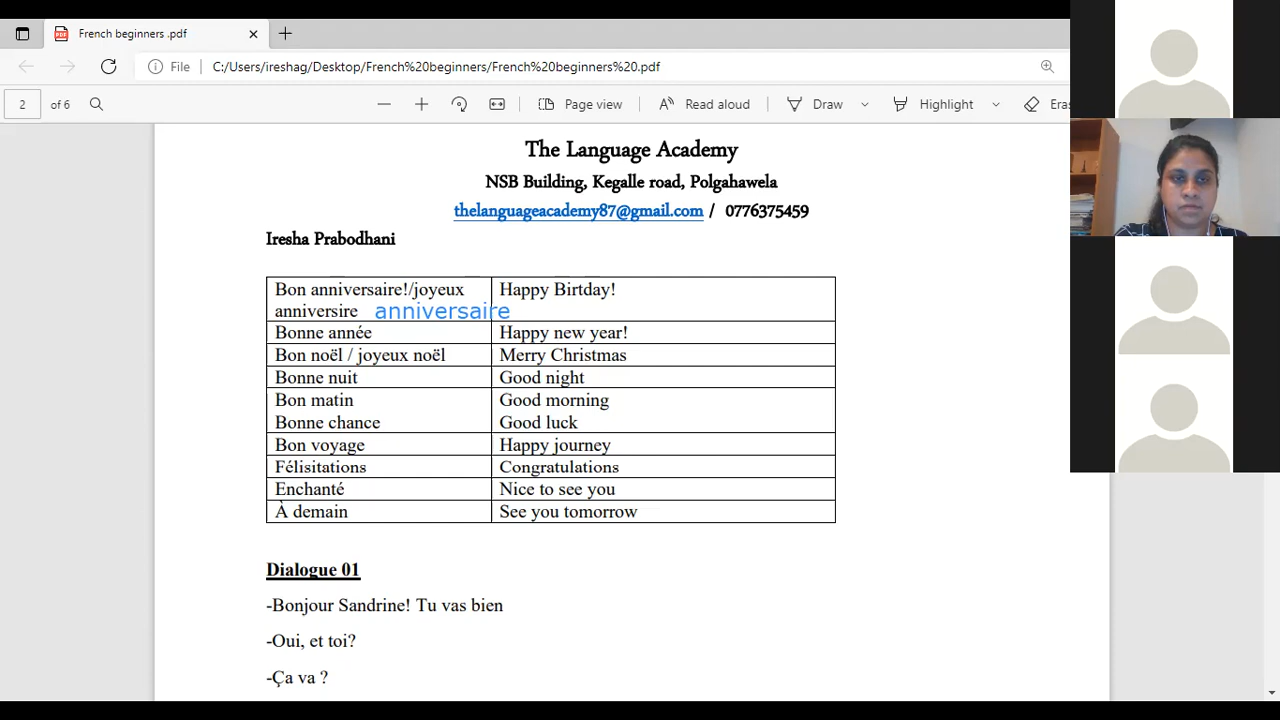 French beginners .pdf
File C:/Users/ireshag/Desktop/French%20beginners/French%20beginners%20.pdf
2 of 6 Page view Read aloud Draw Highlight Eras
The Language Academy
NSB Building, Kegalle road, Polgahawela
thelanguageacademy87@gmail.com / 0776375459
Iresha Prabodhani
Bon anniversaire!/joyeux Happy Birtday!
anniversire anniversaire
Bonne année Happy new year!
Bon noël / joyeux noël Merry Christmas
Bonne nuit Good night
Bon matin Good morning
Bonne chance Good luck
Bon voyage Happy journey
Félisitations Congratulations
Enchanté Nice to see you
À demain See you tomorrow
Dialogue 01
-Bonjour Sandrine! Tu vas bien
-Oui, et toi?
-Ça va ?